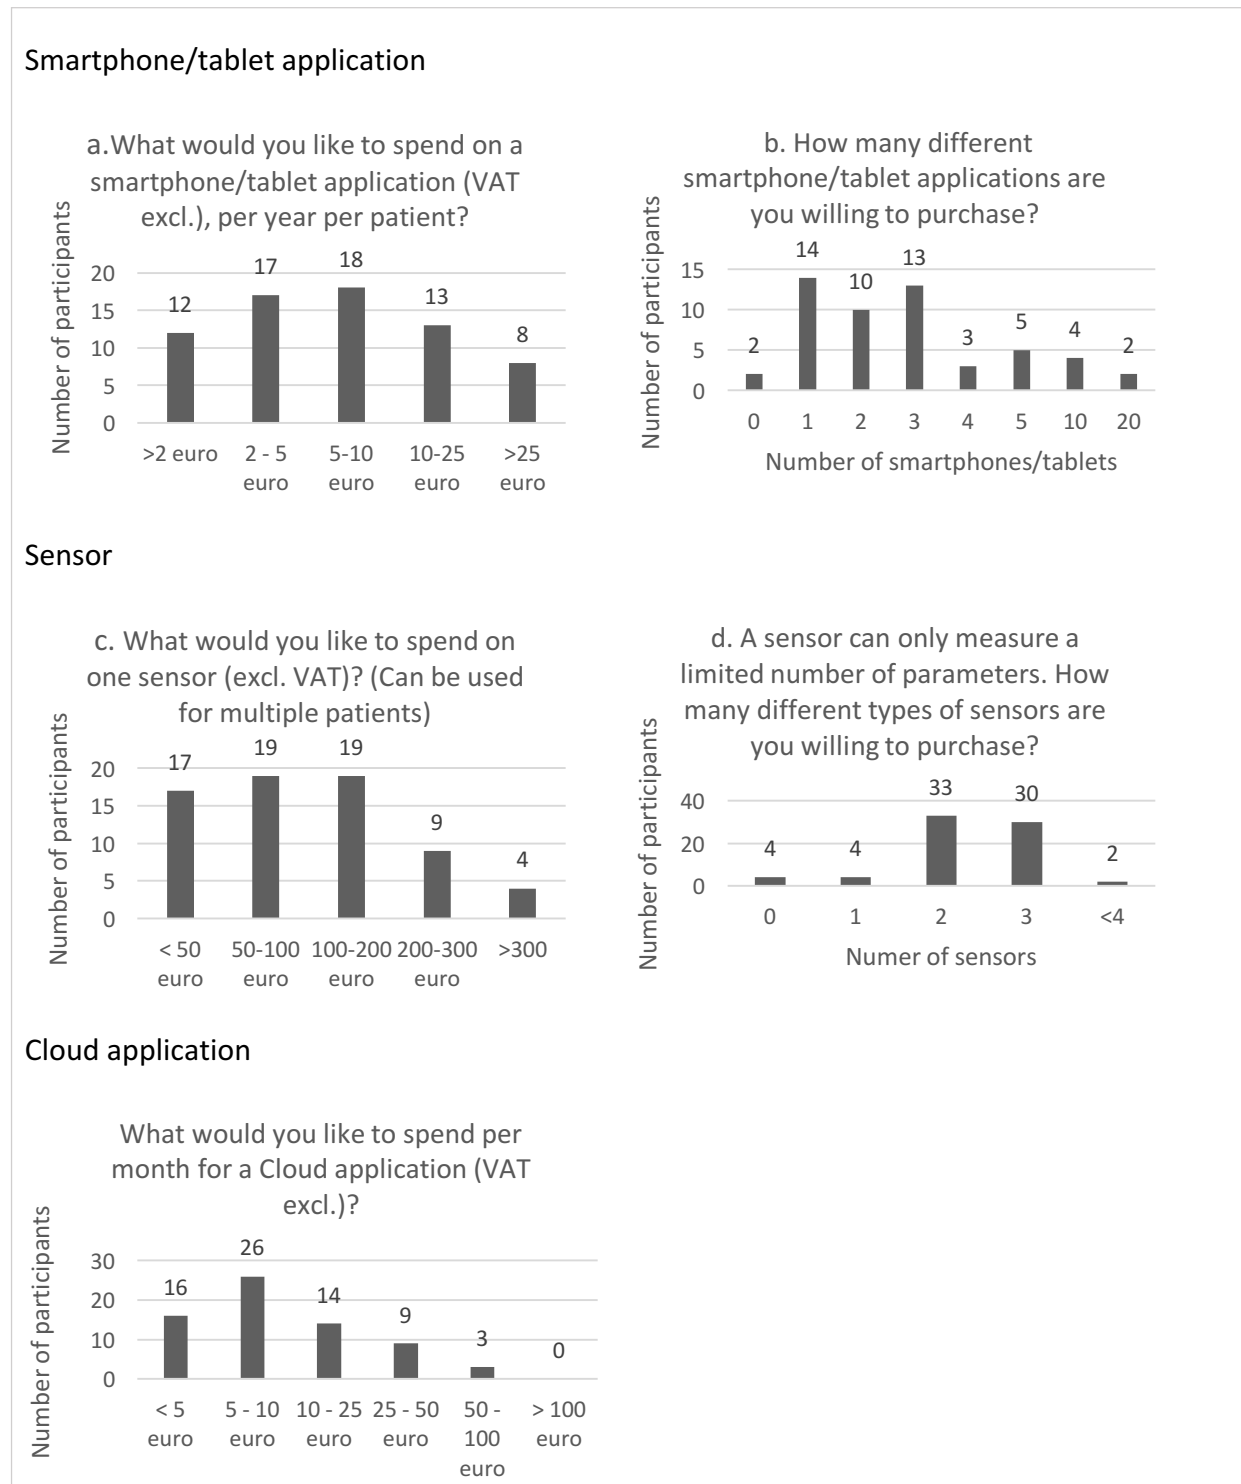 Smartphone/tablet application
a.What would you like to spend on a
smartphone/tablet application (VAT
excl.), per year per patient?
Number of participants
20
15
10
5
0
12
17
18
13
8
>2 euro
2 - 5
euro
5-10
euro
10-25
euro
>25
euro
b. How many different
smartphone/tablet applications are
you willing to purchase?
Number of participants
15
10
5
0
2
14
10
13
3
5
4
2
0
1
2
3
4
5
10
20
Number of smartphones/tablets
Sensor
c. What would you like to spend on
one sensor (excl. VAT)? (Can be used
for multiple patients)
Number of participants
20
15
10
5
0
17
19
19
9
4
< 50
euro
50-100
euro
100-200
euro
200-300
euro
>300
d. A sensor can only measure a
limited number of parameters. How
many different types of sensors are
you willing to purchase?
Number of participants
40
20
0
4
4
33
30
2
0
1
2
3
<4
Numer of sensors
Cloud application
What would you like to spend per
month for a Cloud application (VAT
excl.)?
Number of participants
30
20
10
0
16
26
14
9
3
0
< 5
euro
5 - 10
euro
10 - 25
euro
25 - 50
euro
50 -
100
euro
> 100
euro